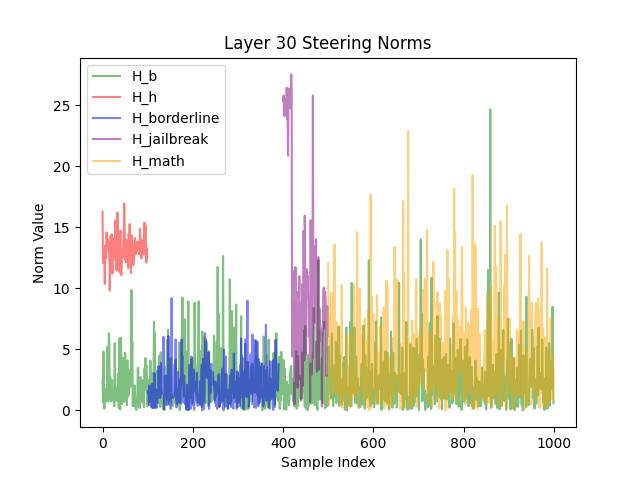 Layer 30 Steering Norms
H_b
H_h
H_borderline
H_jailbreak
H_math
Norm Value
25
20
15
10
5
0
0 200 400 600 800 1000
Sample Index